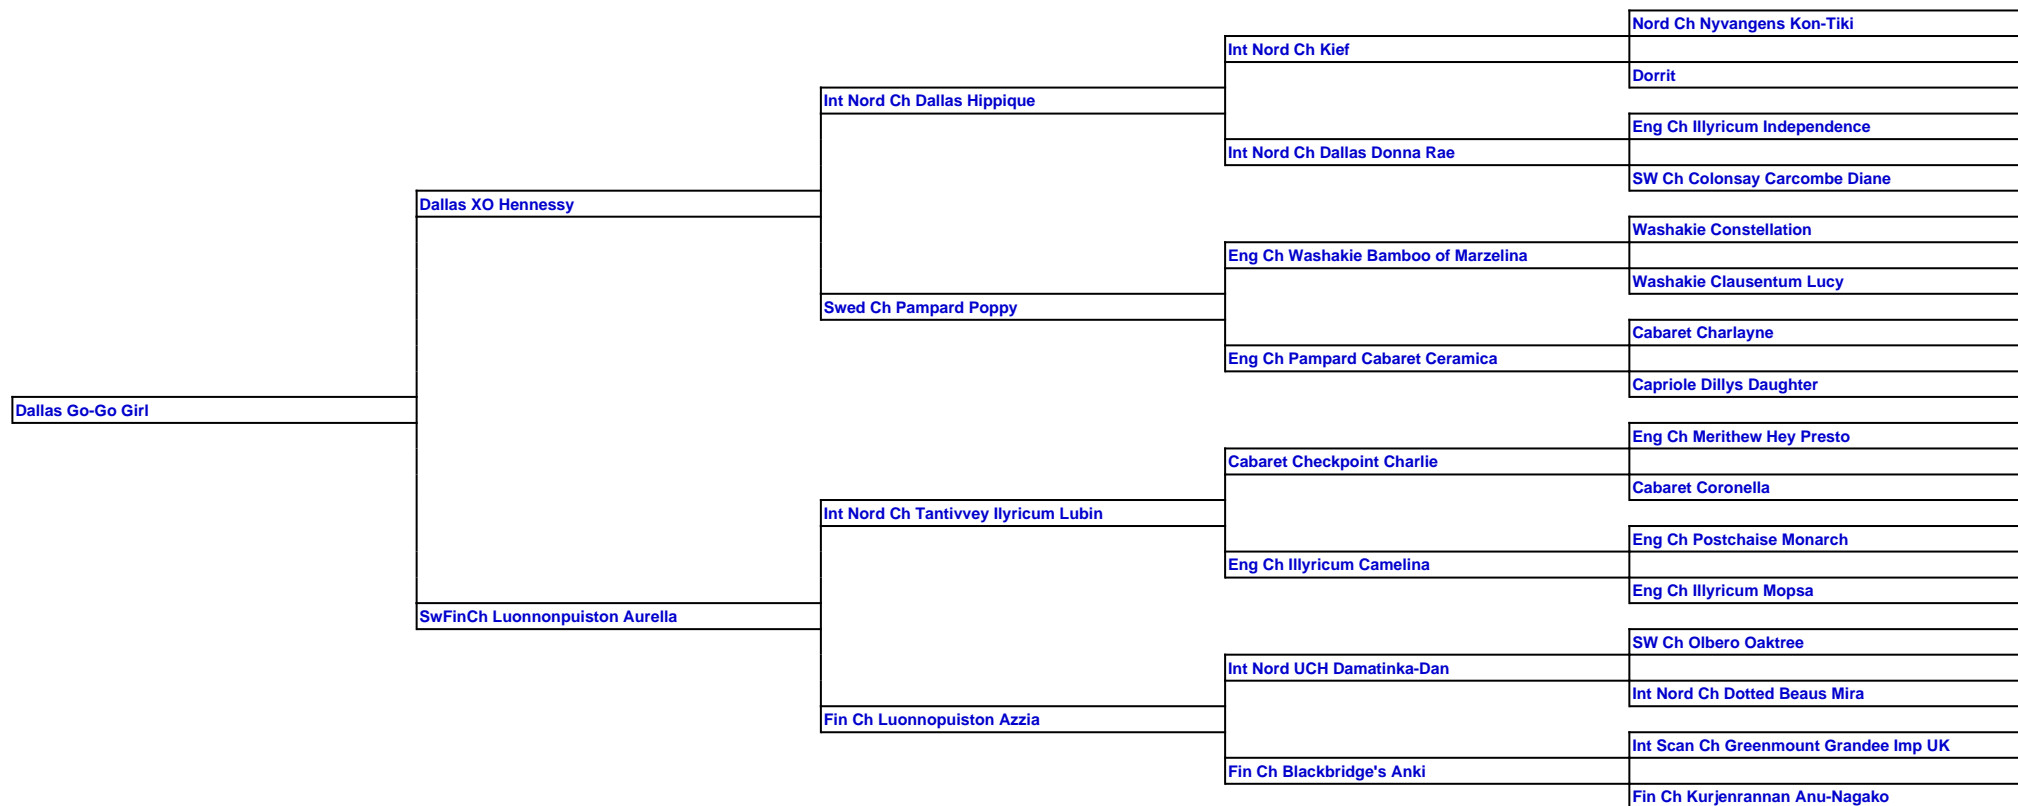 Nord Ch Nyvangens Kon-Tiki
Int Nord Ch Kief
Dorrit
Int Nord Ch Dallas Hippique
Eng Ch Illyricum Independence
Int Nord Ch Dallas Donna Rae
SW Ch Colonsay Carcombe Diane
Dallas XO Hennessy
Washakie Constellation
Eng Ch Washakie Bamboo of Marzelina
Washakie Clausentum Lucy
Swed Ch Pampard Poppy
Cabaret Charlayne
Eng Ch Pampard Cabaret Ceramica
Capriole Dillys Daughter
Dallas Go-Go Girl
Eng Ch Merithew Hey Presto
Cabaret Checkpoint Charlie
Cabaret Coronella
Int Nord Ch Tantivvey Ilyricum Lubin
Eng Ch Postchaise Monarch
Eng Ch Illyricum Camelina
Eng Ch Illyricum Mopsa
SwFinCh Luonnonpuiston Aurella
SW Ch Olbero Oaktree
Int Nord UCH Damatinka-Dan
Int Nord Ch Dotted Beaus Mira
Fin Ch Luonnopuiston Azzia
Int Scan Ch Greenmount Grandee Imp UK
Fin Ch Blackbridge's Anki
Fin Ch Kurjenrannan Anu-Nagako